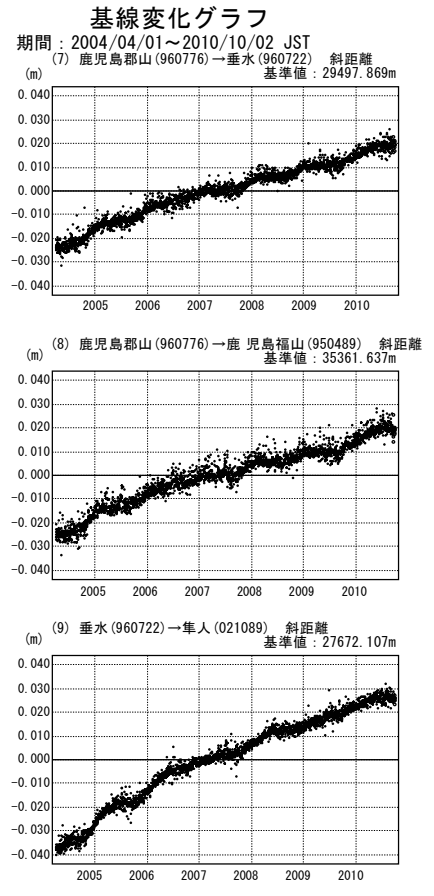 基線変化グラフ
期間：2004/04/01～2010/10/02 JST
(7) 鹿児島郡山(960776)→垂水(960722) 斜距離
(m) 基準値：29497.869m
0.040
0.030
0.020
0.010
0.000
-0.010
-0.020
-0.030
-0.040
2005 2006 2007 2008 2009 2010
(8) 鹿児島郡山(960776)→鹿 児島福山(950489) 斜距離
(m) 基準値：35361.637m
0.040
0.030
0.020
0.010
0.000
-0.010
-0.020
-0.030
-0.040
2005 2006 2007 2008 2009 2010
(9) 垂水(960722)→隼人(021089) 斜距離
(m) 基準値：27672.107m
0.040
0.030
0.020
0.010
0.000
-0.010
-0.020
-0.030
-0.040
2005 2006 2007 2008 2009 2010